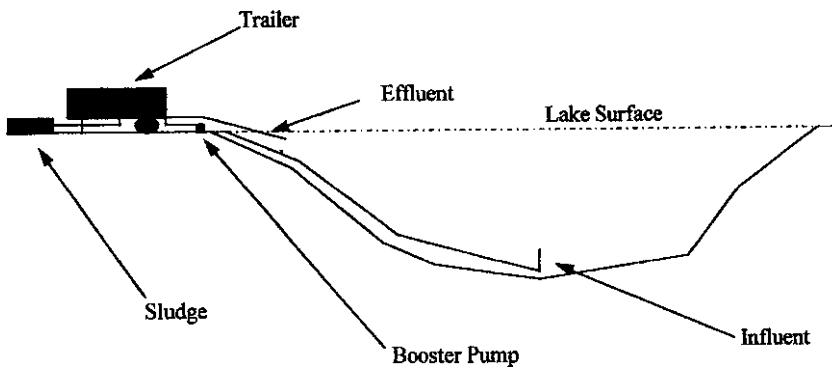 Trailer
Effluent
Lake Surface
Sludge
Booster Pump
Influent